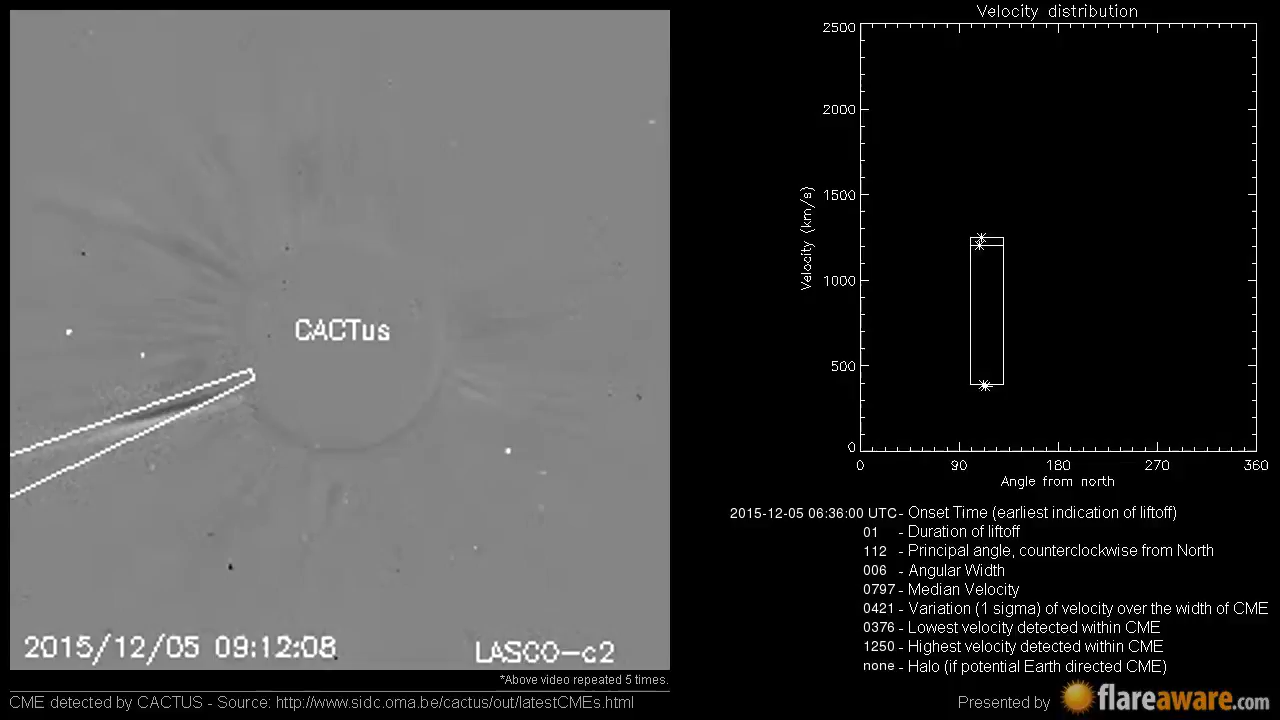 CACTus
2015/12/05 09:12:08
LASCO-c2
*Above video repeated 5 times.
CME detected by CACTUS - Source: http://www.sidc.oma.be/cactus/out/latestCMEs.html
Velocity distribution
Velocity (km/s)
2500
2000
1500
1000
500
0
0 90 180 270 360
Angle from north
2015-12-05 06:36:00 UTC - Onset Time (earliest indication of liftoff)
01 - Duration of liftoff
112 - Principal angle, counterclockwise from North
006 - Angular Width
0797 - Median Velocity
0421 - Variation (1 sigma) of velocity over the width of CME
0376 - Lowest velocity detected within CME
1250 - Highest velocity detected within CME
none - Halo (if potential Earth directed CME)
Presented by flareaware.com